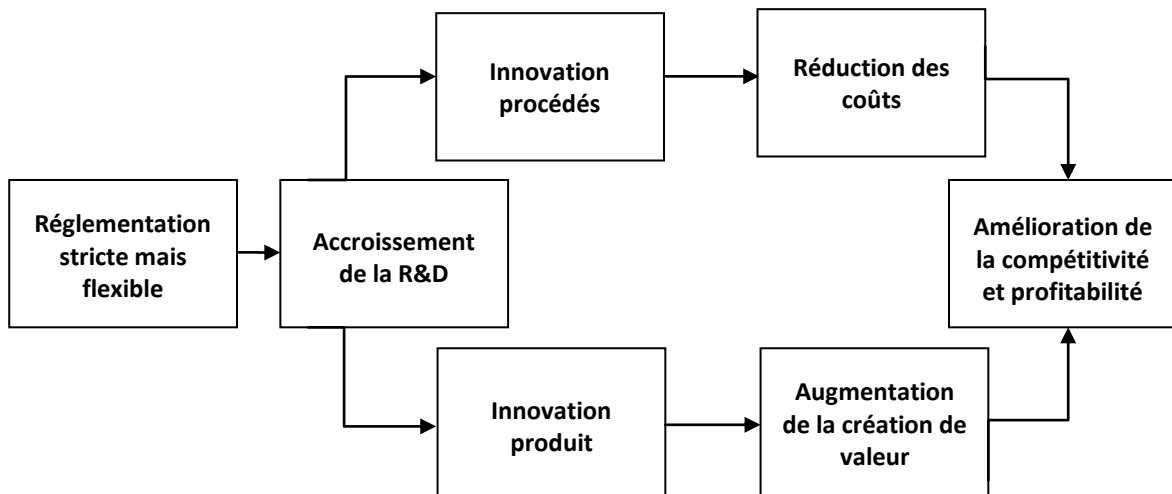 Innovation
procédés
Réduction des
coûts
Réglementation
stricte mais
flexible
Accroissement
de la R&D
Amélioration de
la compétitivité
et profitabilité
Innovation
produit
Augmentation
de la création de
valeur